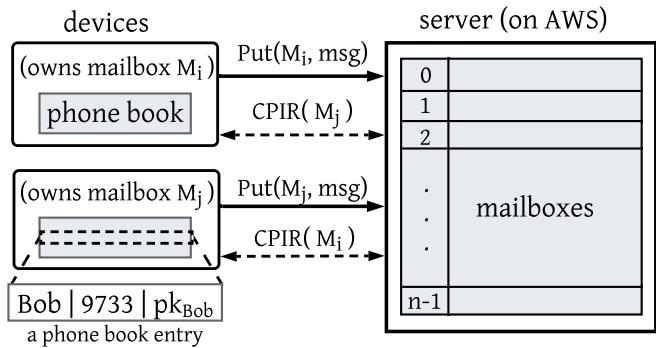 devices
server (on AWS)
(owns mailbox Mi)
phone book
Put(Mi, msg)
CPIR( Mj)
(owns mailbox Mj)
Put(Mj, msg)
CPIR( Mi)
Bob | 9733 | pkBob
a phone book entry
0
1
2
.
.
.
mailboxes
n-1